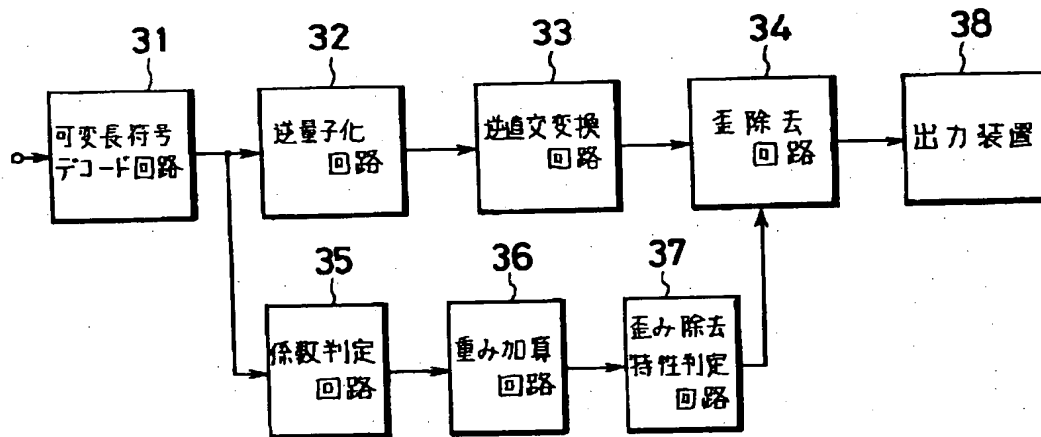 31
可変長符号
デコード回路
32
逆量子化
回路
33
逆直交変換
回路
34
歪除去
回路
38
出力装置
35
係数判定
回路
36
重み加算
回路
37
歪み除去
特性判定
回路